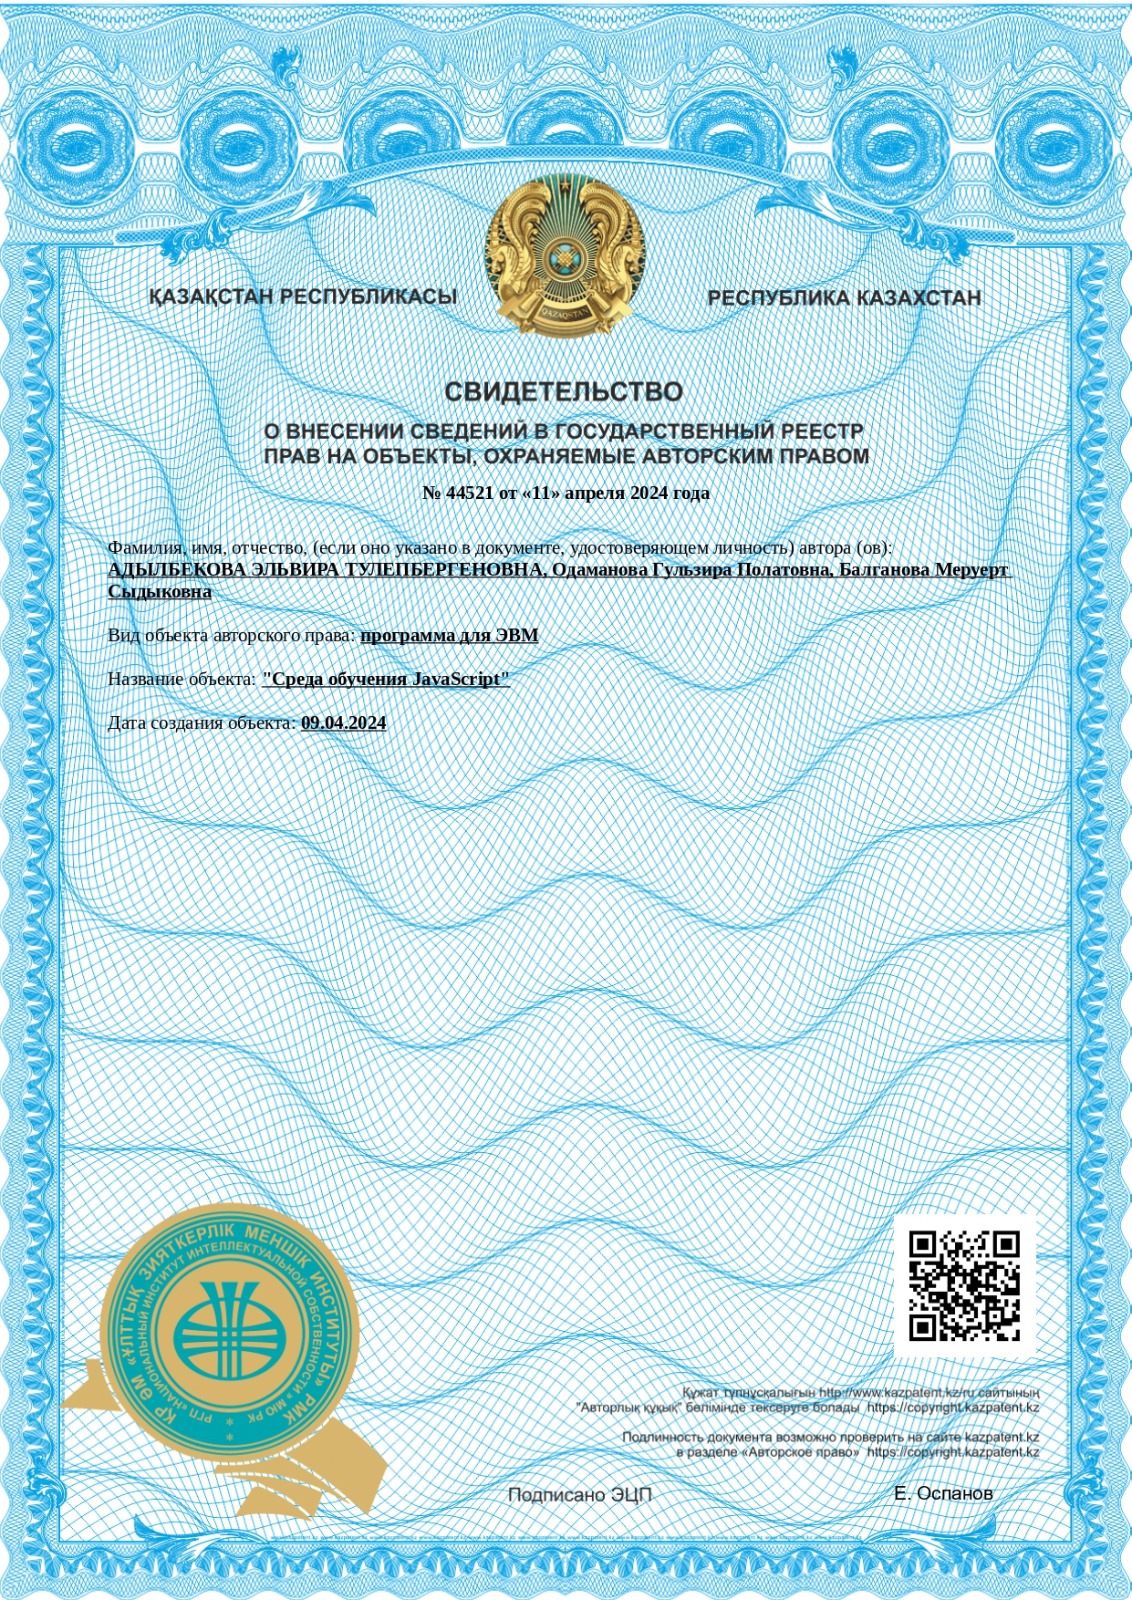 ҚАЗАҚСТАН РЕСПУБЛИКАСЫ
РЕСПУБЛИКА КАЗАХСТАН
QAZAQSTAN
СВИДЕТЕЛЬСТВО
О ВНЕСЕНИИ СВЕДЕНИЙ В ГОСУДАРСТВЕННЫЙ РЕЕСТР
ПРАВ НА ОБЪЕКТЫ, ОХРАНЯЕМЫЕ АВТОРСКИМ ПРАВОМ
№ 44521 от «11» апреля 2024 года
Фамилия, имя, отчество, (если оно указано в документе, удостоверяющем личность) автора (ов):
АДЫЛБЕКОВА ЭЛЬВИРА ТУЛЕПБЕРГЕНОВНА, Одаманова Гульзира Полатовна, Балганова Меруерт
Сыдыковна
Вид объекта авторского права: программа для ЭВМ
Название объекта: "Среда обучения JavaScript"
Дата создания объекта: 09.04.2024
ҚР ӘМ «ҰЛТТЫҚ ЗИЯТКЕРЛІК МЕНШІК ИНСТИТУТЫ» РМК
РГП «НАЦИОНАЛЬНЫЙ ИНСТИТУТ ИНТЕЛЛЕКТУАЛЬНОЙ СОБСТВЕННОСТИ» МЮ РК
Құжат түпнұсқалығын http://www.kazpatent.kz/ru сайтының
"Авторлық құқық" бөлімінде тексеруге болады https://copyright.kazpatent.kz
Подлинность документа возможно проверить на сайте kazpatent.kz
в разделе «Авторское право» https://copyright.kazpatent.kz
Подписано ЭЦП
Е. Оспанов